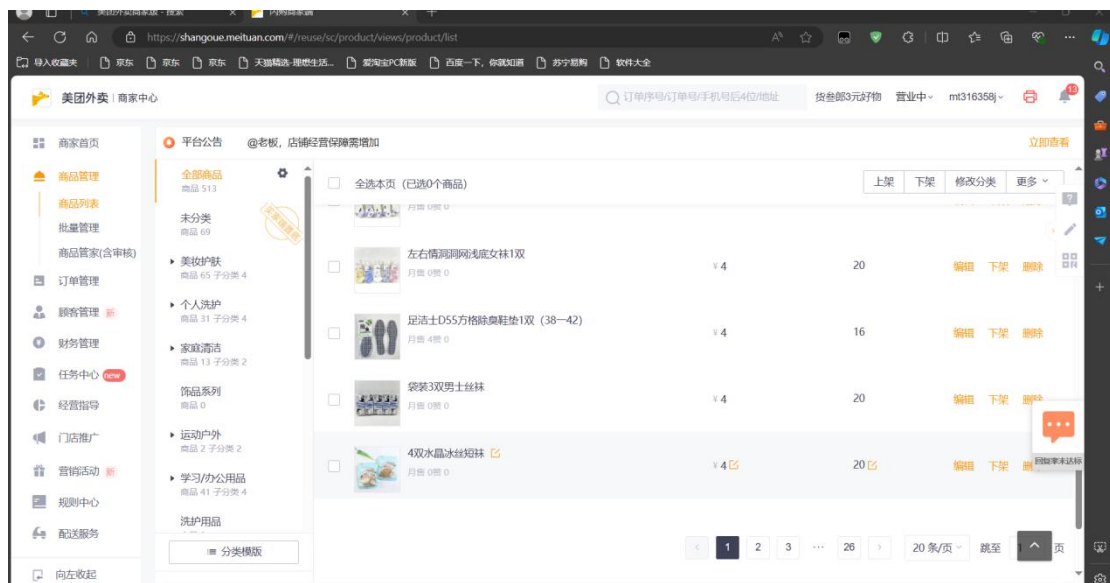 美团外卖商家版 - 搜索
闪购商家端
https://shangoue.meituan.com/#/reuse/sc/product/views/product/list
导入收藏夹
京东
京东
京东
天猫精选-理想生活...
爱淘宝PC新版
百度一下，你就知道
苏宁易购
软件大全
美团外卖 | 商家中心
订单序号/订单号/手机号后4位/地址
货叁郎3元好物
营业中
mt316358j
13
商家首页
商品管理
商品列表
批量管理
商品管家(含审核)
订单管理
顾客管理 新
财务管理
任务中心 new
经营指导
门店推广
营销活动 新
规则中心
配送服务
向左收起
平台公告
@老板，店铺经营保障需增加
立即查看
全部商品
商品 513
未分类
商品 69
美妆护肤
商品 65 子分类 4
个人洗护
商品 31 子分类 4
家庭清洁
商品 13 子分类 2
饰品系列
商品 0
运动户外
商品 2 子分类 2
学习/办公用品
商品 41 子分类 4
洗护用品
分类模版
全选本页（已选0个商品）
上架
下架
修改分类
更多
月售 0赞 0
左右情洞洞网浅底女袜1双
月售 0赞 0
¥ 4
20
编辑 下架 删除
足洁士D55方格除臭鞋垫1双（38—42）
月售 4赞 0
¥ 4
16
编辑 下架 删除
袋装3双男士丝袜
月售 0赞 0
¥ 4
20
编辑 下架 删除
4双水晶冰丝短袜
月售 0赞 0
¥ 4
20
编辑 下架
回复率未达标
1 2 3 ... 26
20 条/页
跳至
页